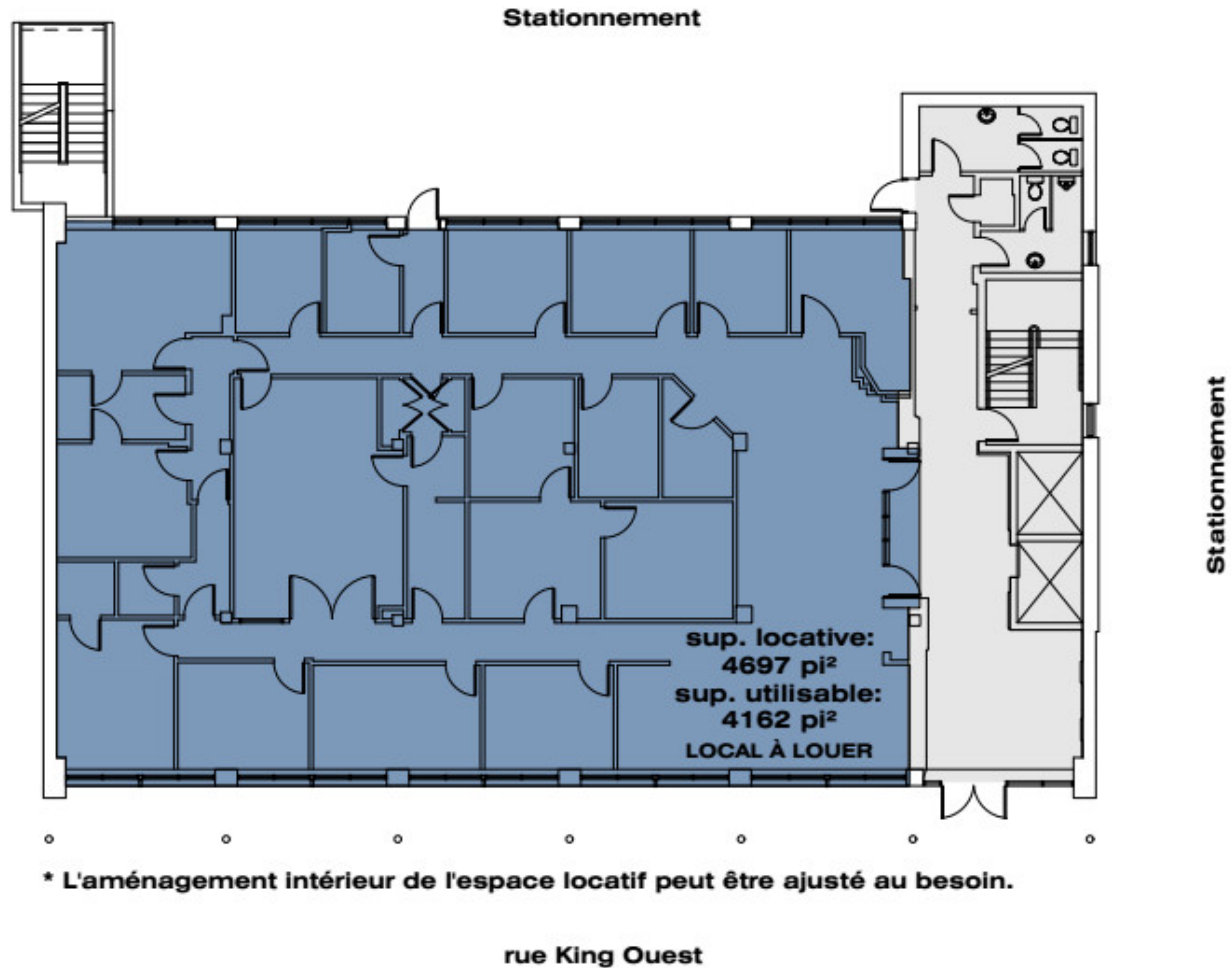 Stationnement
Stationnement
sup. locative:
4697 pi²
sup. utilisable:
4162 pi²
LOCAL À LOUER
* L'aménagement intérieur de l'espace locatif peut être ajusté au besoin.
rue King Ouest